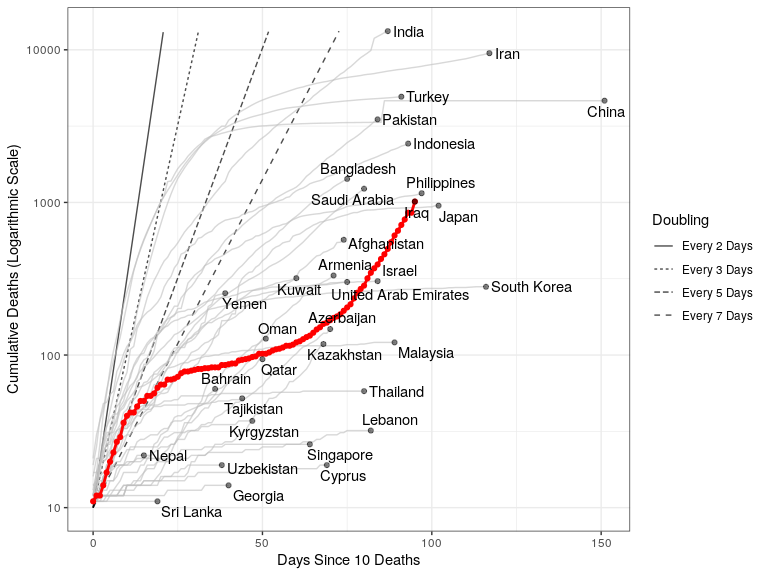 India
Iran
Turkey
China
Pakistan
Indonesia
Bangladesh
Philippines
Saudi Arabia
Iraq
Japan
Afghanistan
Armenia
Israel
Kuwait
United Arab Emirates
South Korea
Yemen
Azerbaijan
Oman
Kazakhstan
Malaysia
Qatar
Bahrain
Thailand
Tajikistan
Lebanon
Kyrgyzstan
Nepal
Singapore
Uzbekistan
Cyprus
Georgia
Sri Lanka
10000
1000
100
10
Cumulative Deaths (Logarithmic Scale)
0
50
100
150
Days Since 10 Deaths
Doubling
Every 2 Days
Every 3 Days
Every 5 Days
Every 7 Days